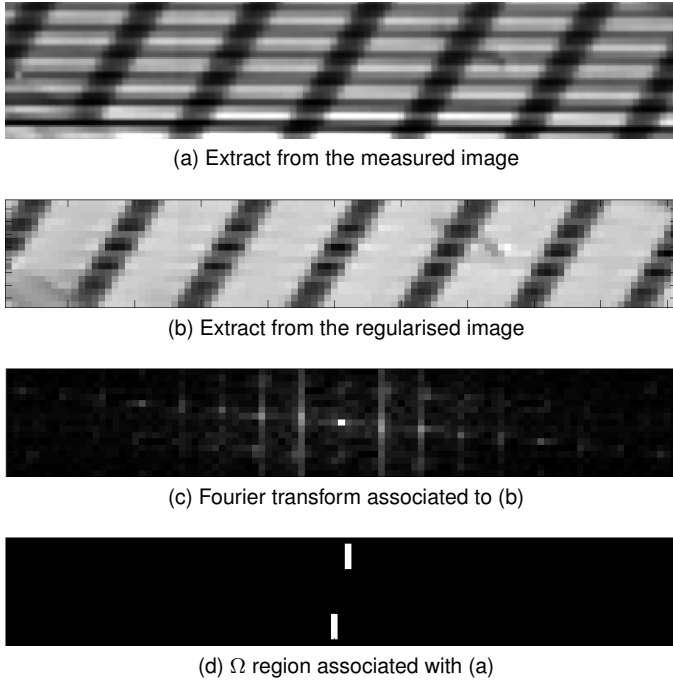 (a) Extract from the measured image
(b) Extract from the regularised image
(c) Fourier transform associated to (b)
(d) Ω region associated with (a)